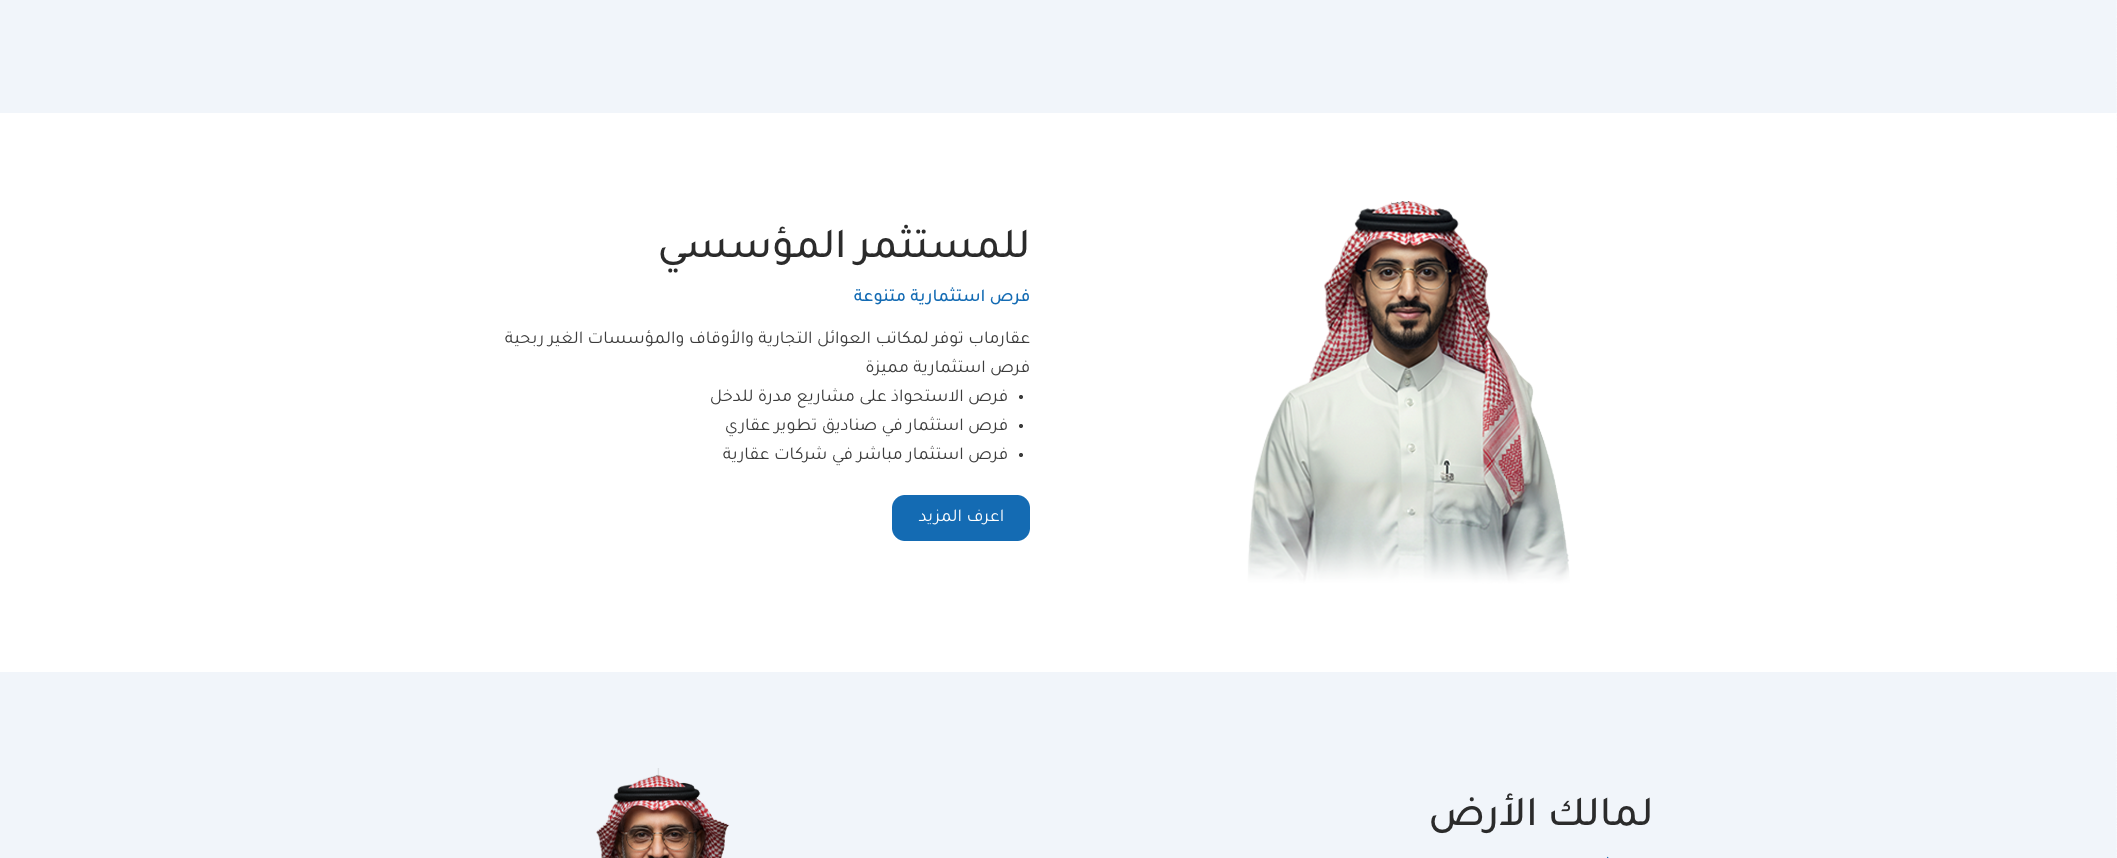 للمستثمر المؤسسي
فرص استثمارية متنوعة
عقارماب توفر لمكاتب العوائل التجارية والأوقاف والمؤسسات الغير ربحية
فرص استثمارية مميزة
• فرص الاستحواذ على مشاريع مدرة للدخل
• فرص استثمار في صناديق تطوير عقاري
• فرص استثمار مباشر في شركات عقارية
اعرف المزيد
لمالك الأرض